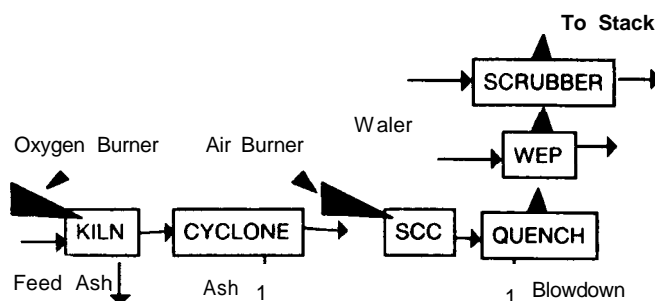 To Stack
SCRUBBER
Waler
Oxygen Burner
Air Burner
WEP
KILN
CYCLONE
SCC
QUENCH
Feed Ash
Ash 1
1 Blowdown